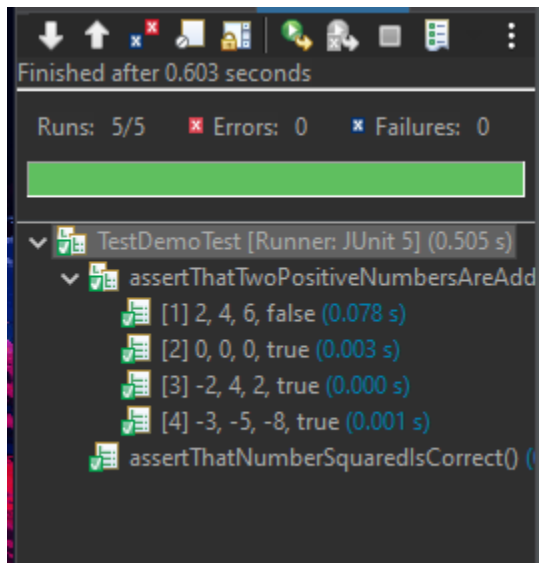 Finished after 0.603 seconds
Runs: 5/5 Errors: 0 Failures: 0
TestDemoTest [Runner: JUnit 5] (0.505 s)
assertThatTwoPositiveNumbersAreAdd
[1] 2, 4, 6, false (0.078 s)
[2] 0, 0, 0, true (0.003 s)
[3] -2, 4, 2, true (0.000 s)
[4] -3, -5, -8, true (0.001 s)
assertThatNumberSquaredIsCorrect() (